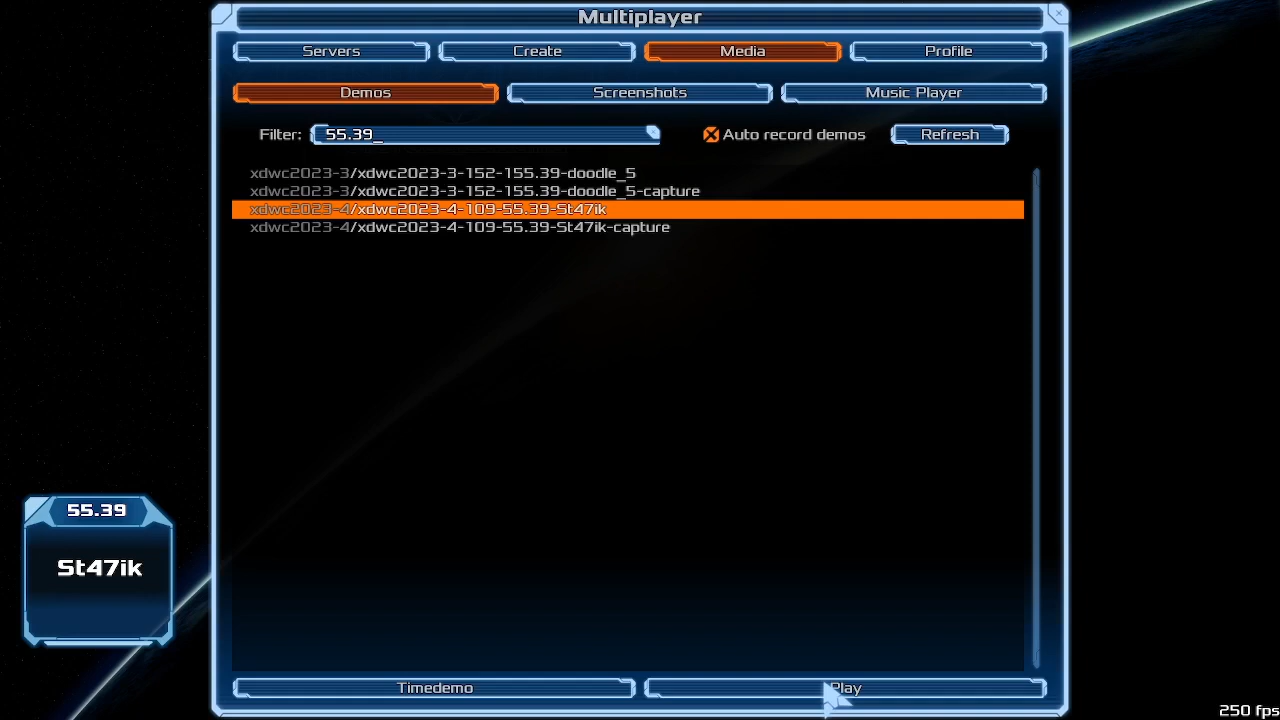 Multiplayer
Servers
Create
Media
Profile
Demos
Screenshots
Music Player
Filter:
55.39_
Auto record demos
Refresh
xdwc2023-3/xdwc2023-3-152-155.39-doodle_5
xdwc2023-3/xdwc2023-3-152-155.39-doodle_5-capture
xdwc2023-4/xdwc2023-4-109-55.39-St47ik
xdwc2023-4/xdwc2023-4-109-55.39-St47ik-capture
55.39
St47ik
Timedemo
Play
250 fps